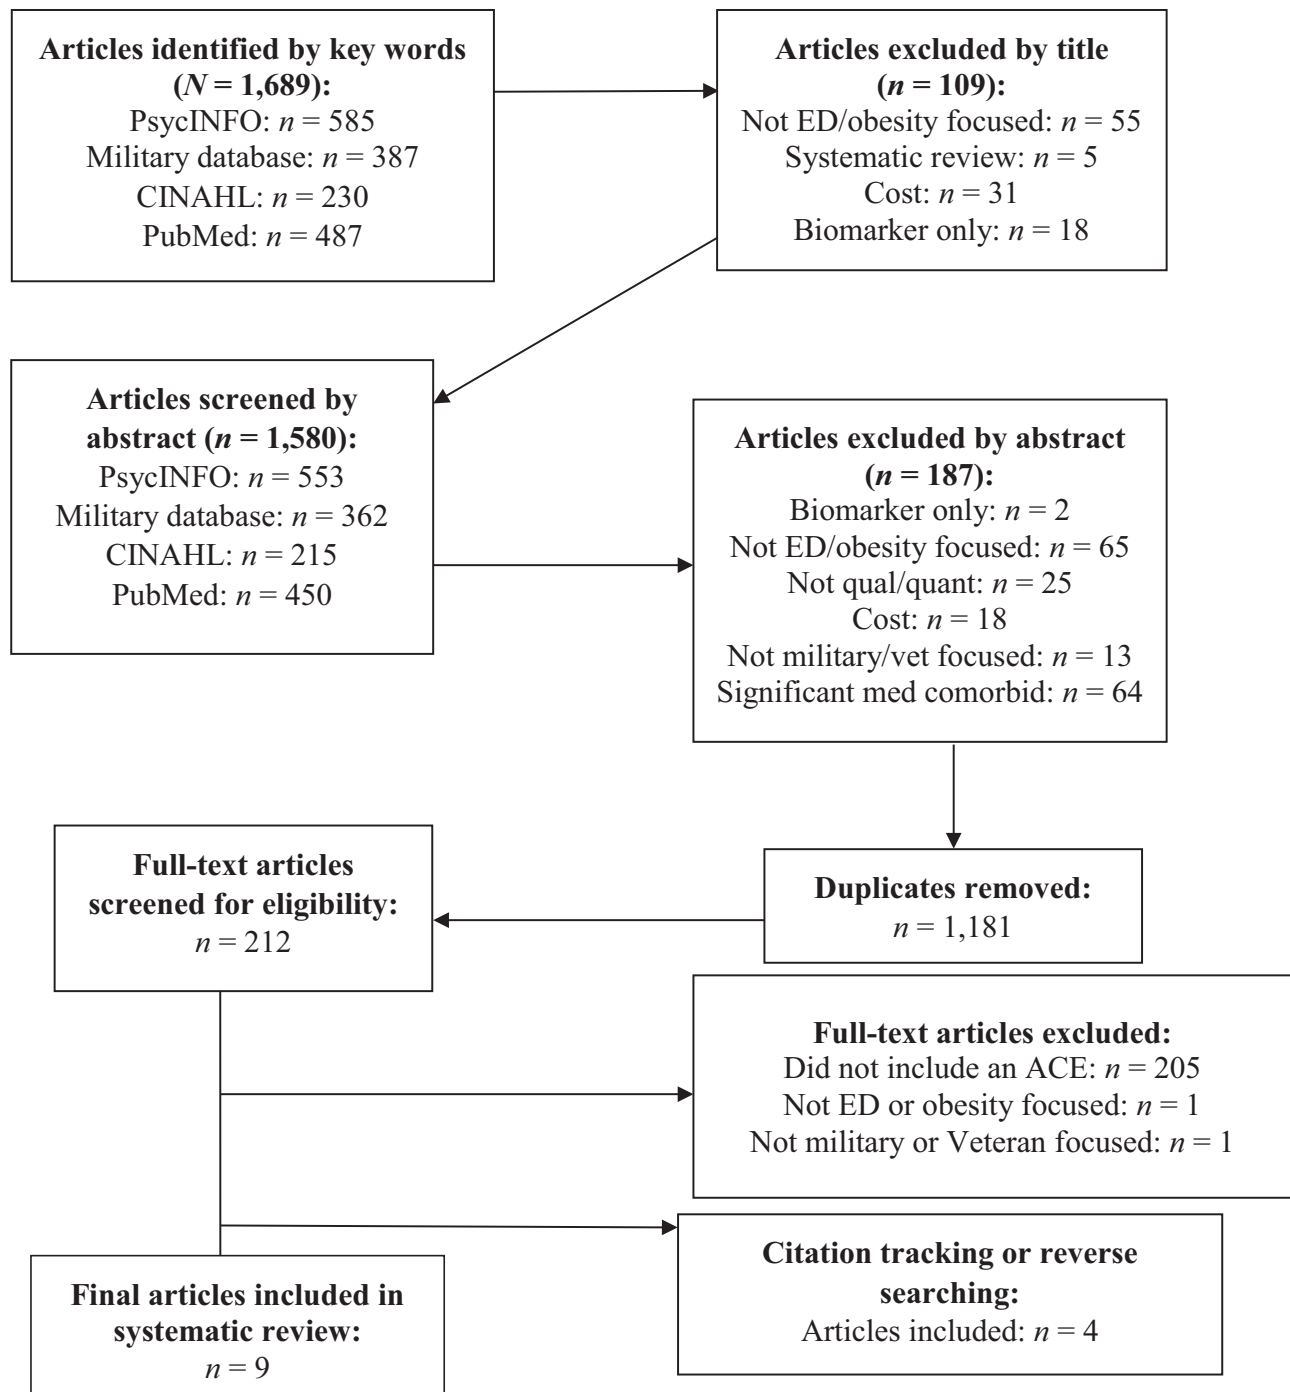 Articles identified by key words
(N = 1,689):
PsycINFO: n = 585
Military database: n = 387
CINAHL: n = 230
PubMed: n = 487
Articles excluded by title
(n = 109):
Not ED/obesity focused: n = 55
Systematic review: n = 5
Cost: n = 31
Biomarker only: n = 18
Articles screened by
abstract (n = 1,580):
PsycINFO: n = 553
Military database: n = 362
CINAHL: n = 215
PubMed: n = 450
Articles excluded by abstract
(n = 187):
Biomarker only: n = 2
Not ED/obesity focused: n = 65
Not qual/quant: n = 25
Cost: n = 18
Not military/vet focused: n = 13
Significant med comorbid: n = 64
Duplicates removed:
n = 1,181
Full-text articles
screened for eligibility:
n = 212
Full-text articles excluded:
Did not include an ACE: n = 205
Not ED or obesity focused: n = 1
Not military or Veteran focused: n = 1
Citation tracking or reverse
searching:
Articles included: n = 4
Final articles included in
systematic review:
n = 9